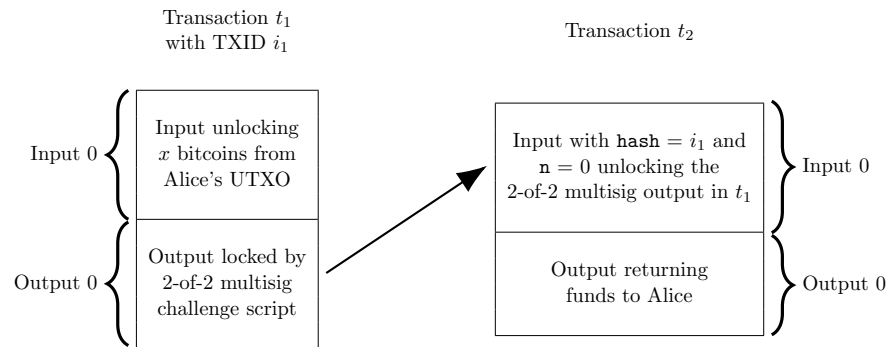 Transaction t₁
with TXID i₁
Transaction t₂
Input 0
Input unlocking
x bitcoins from
Alice's UTXO
Output 0
Output locked by
2-of-2 multisig
challenge script
Input with hash = i₁ and
n = 0 unlocking the
2-of-2 multisig output in t₁
Input 0
Output returning
funds to Alice
Output 0